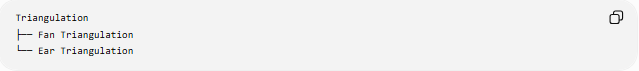 Triangulation
├── Fan Triangulation
└── Ear Triangulation